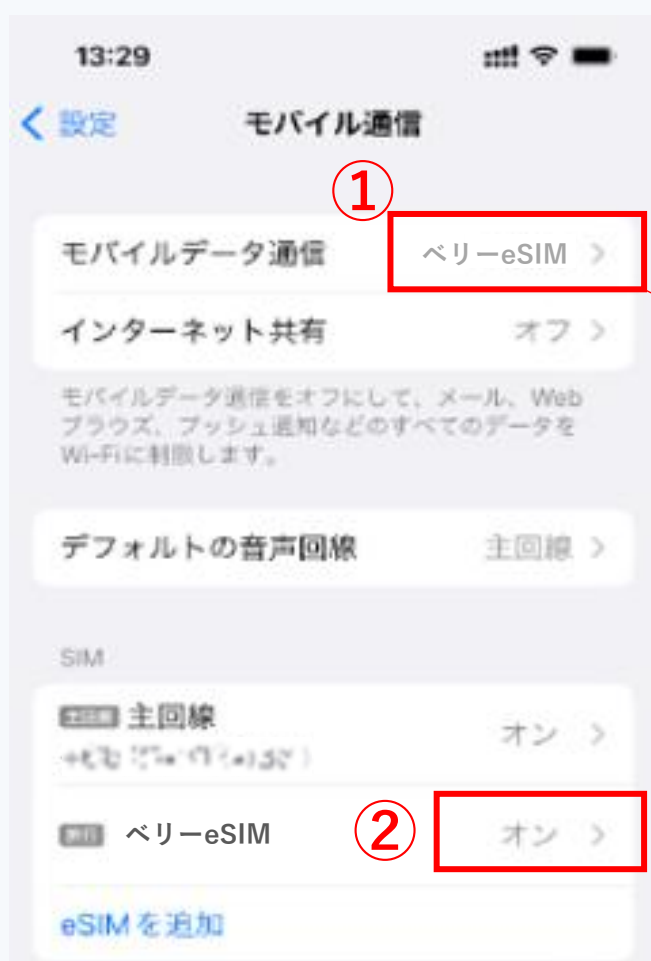 13:29
設定 モバイル通信
①
モバイルデータ通信 ベリーeSIM
インターネット共有 オフ
モバイルデータ通信をオフにして、メール、Web
ブラウズ、プッシュ通知などのすべてのデータを
Wi-Fiに制限します。
デフォルトの音声回線 主回線
SIM
主回線 オン
ベリーeSIM ② オン
eSIMを追加